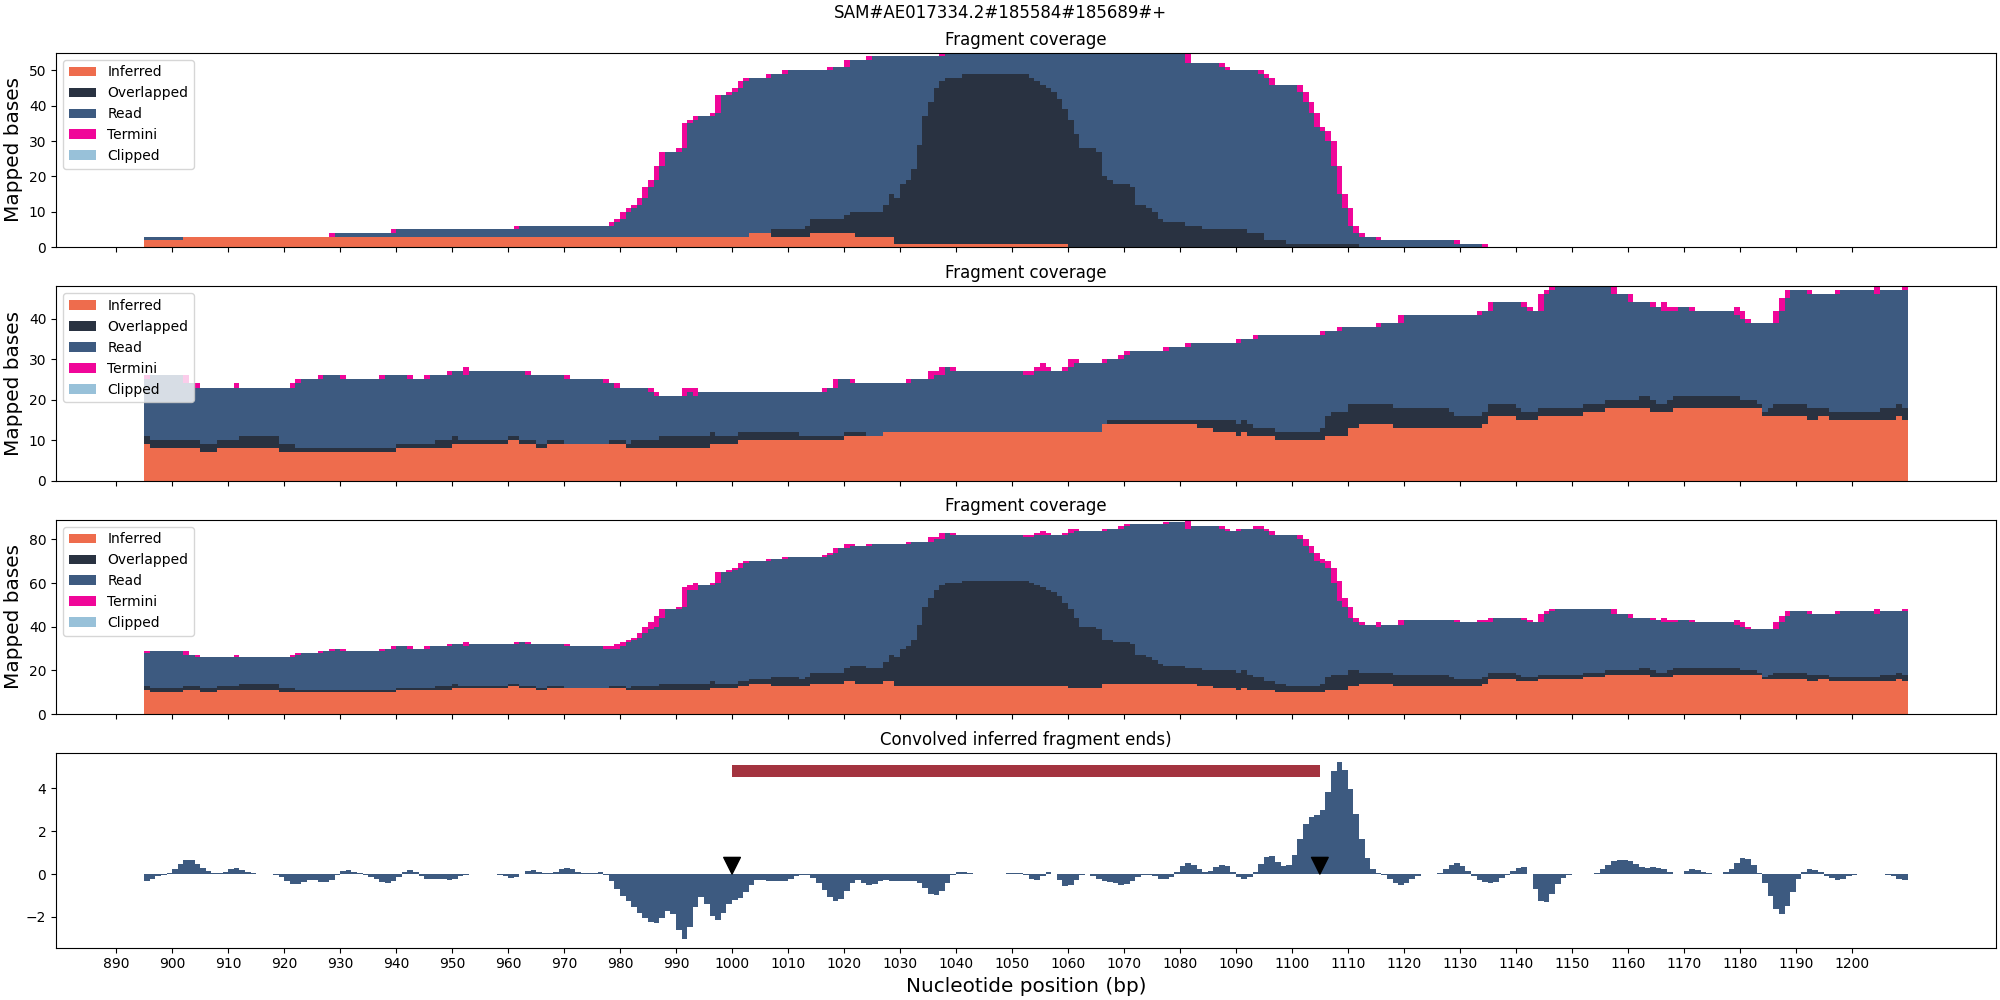 SAM#AE017334.2#185584#185689#+
Fragment coverage
Mapped bases
50
40
30
20
10
0
Inferred
Overlapped
Read
Termini
Clipped
Fragment coverage
Mapped bases
40
30
20
10
0
Inferred
Overlapped
Read
Termini
Clipped
Fragment coverage
Mapped bases
80
60
40
20
0
Inferred
Overlapped
Read
Termini
Clipped
Convolved inferred fragment ends)
4
2
0
−2
890 900 910 920 930 940 950 960 970 980 990 1000 1010 1020 1030 1040 1050 1060 1070 1080 1090 1100 1110 1120 1130 1140 1150 1160 1170 1180 1190 1200
Nucleotide position (bp)